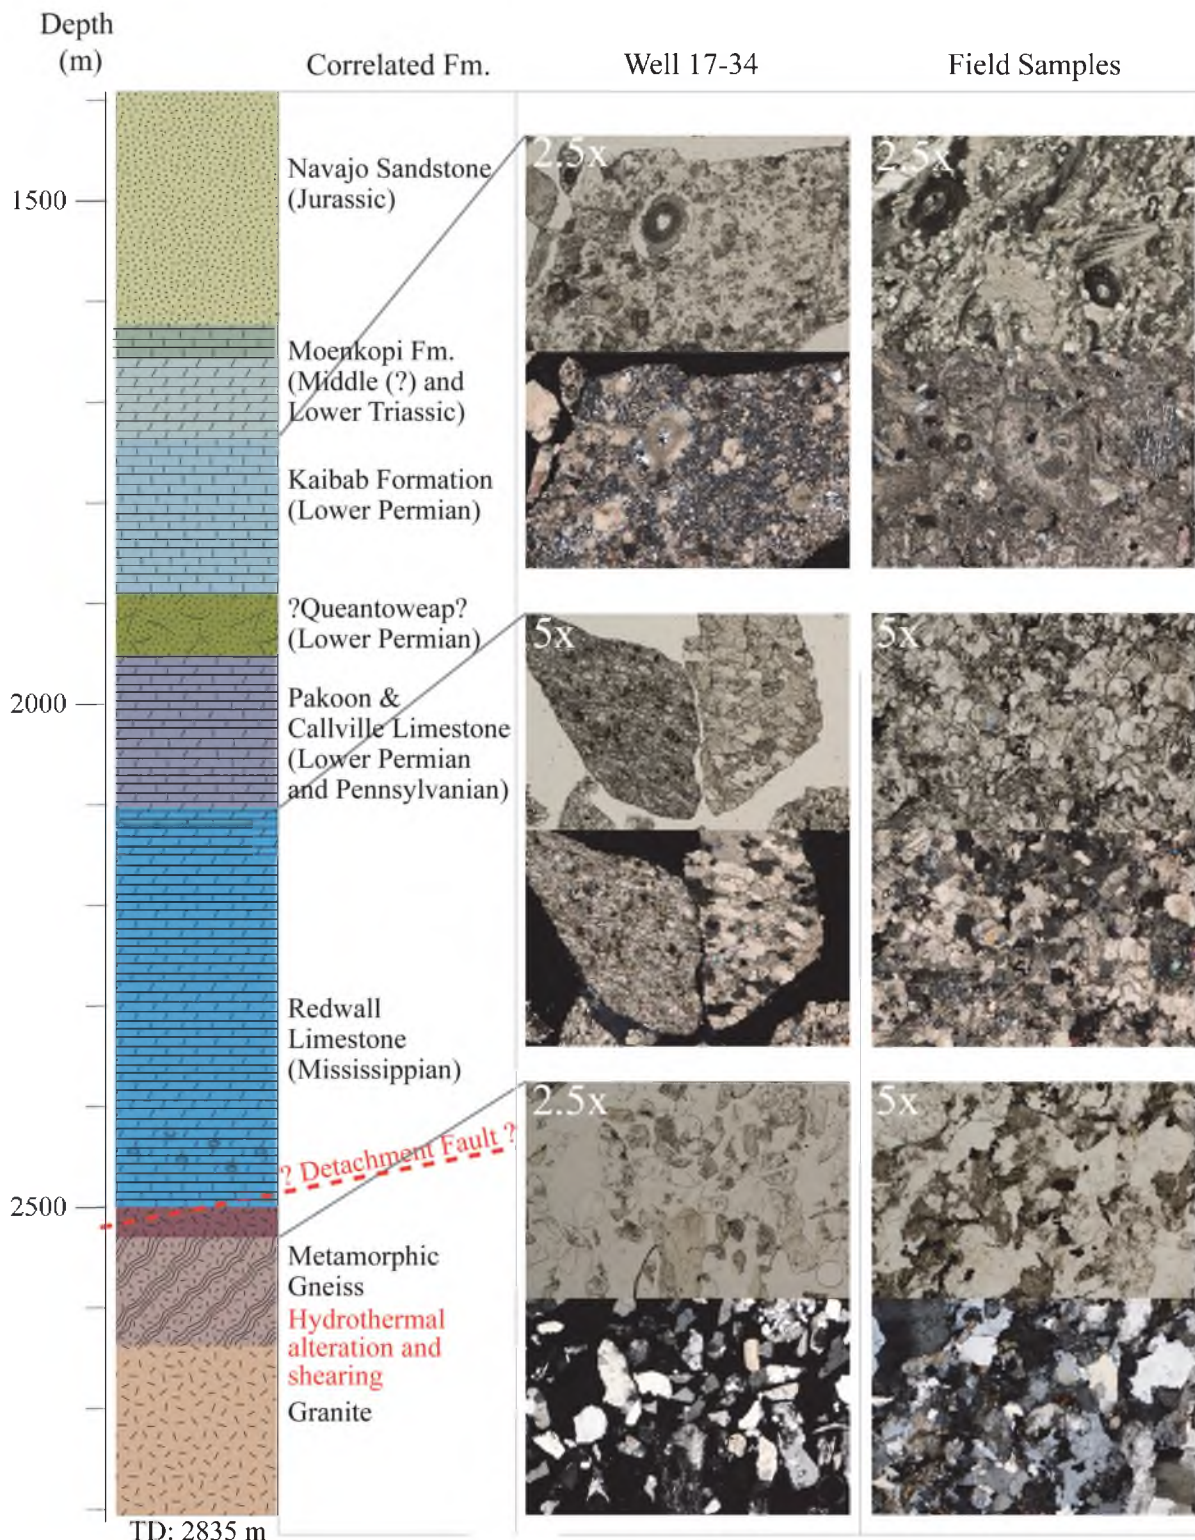 Depth
(m)
Correlated Fm.
Well 17-34
Field Samples
1500
2000
2500
Navajo Sandstone
(Jurassic)
Moenkopi Fm.
(Middle (?) and
Lower Triassic)
Kaibab Formation
(Lower Permian)
?Queantoweap?
(Lower Permian)
Pakoon &
Callville Limestone
(Lower Permian
and Pennsylvanian)
Redwall
Limestone
(Mississippian)
? Detachment Fault ?
Metamorphic
Gneiss
Hydrothermal
alteration and
shearing
Granite
TD: 2835 m
2.5x
2.5x
5x
5x
2.5x
5x